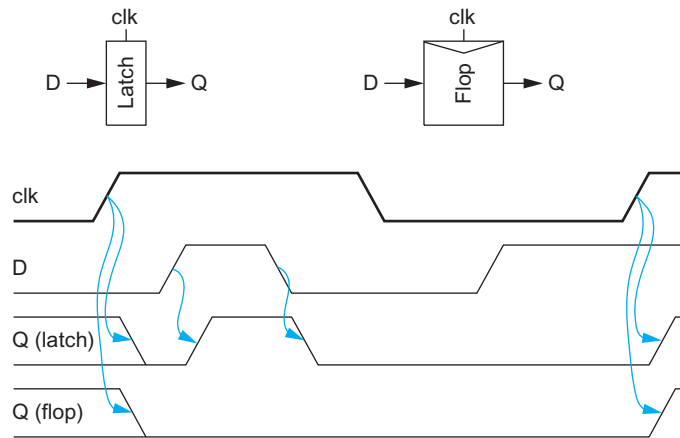 clk
clk
D
Latch
Q
D
Flop
Q
clk
D
Q (latch)
Q (flop)